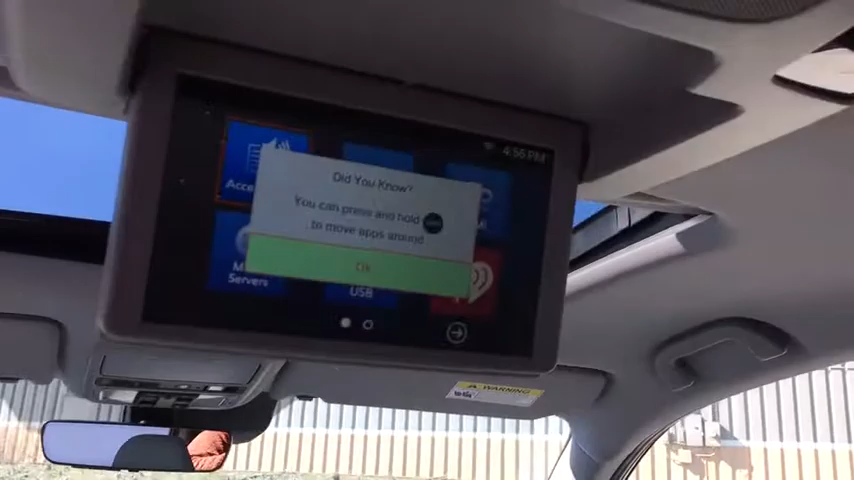 4:56 PM
Did You Know?
You can press and hold
to move apps around
Ok
Servers
USB
WARNING